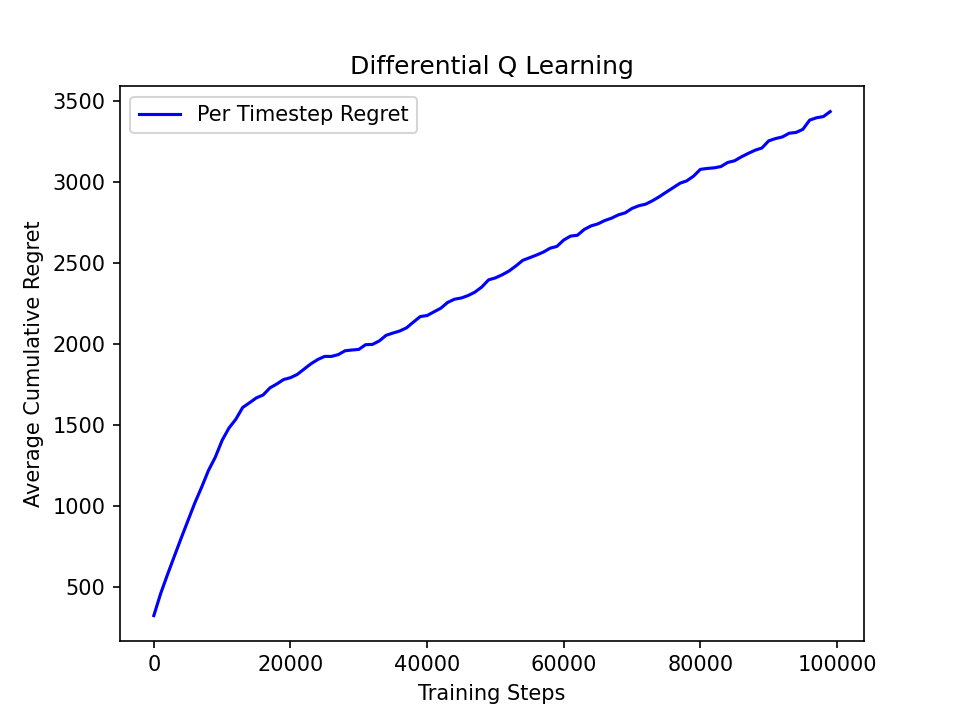 Differential Q Learning
Per Timestep Regret
Average Cumulative Regret
3500
3000
2500
2000
1500
1000
500
0 20000 40000 60000 80000 100000
Training Steps